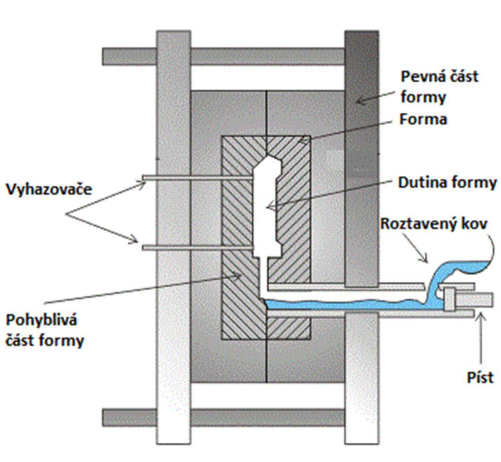 Pevná část
formy
Forma
Vyhazovače
Dutina formy
Roztavený kov
Pohyblivá
část formy
Píst